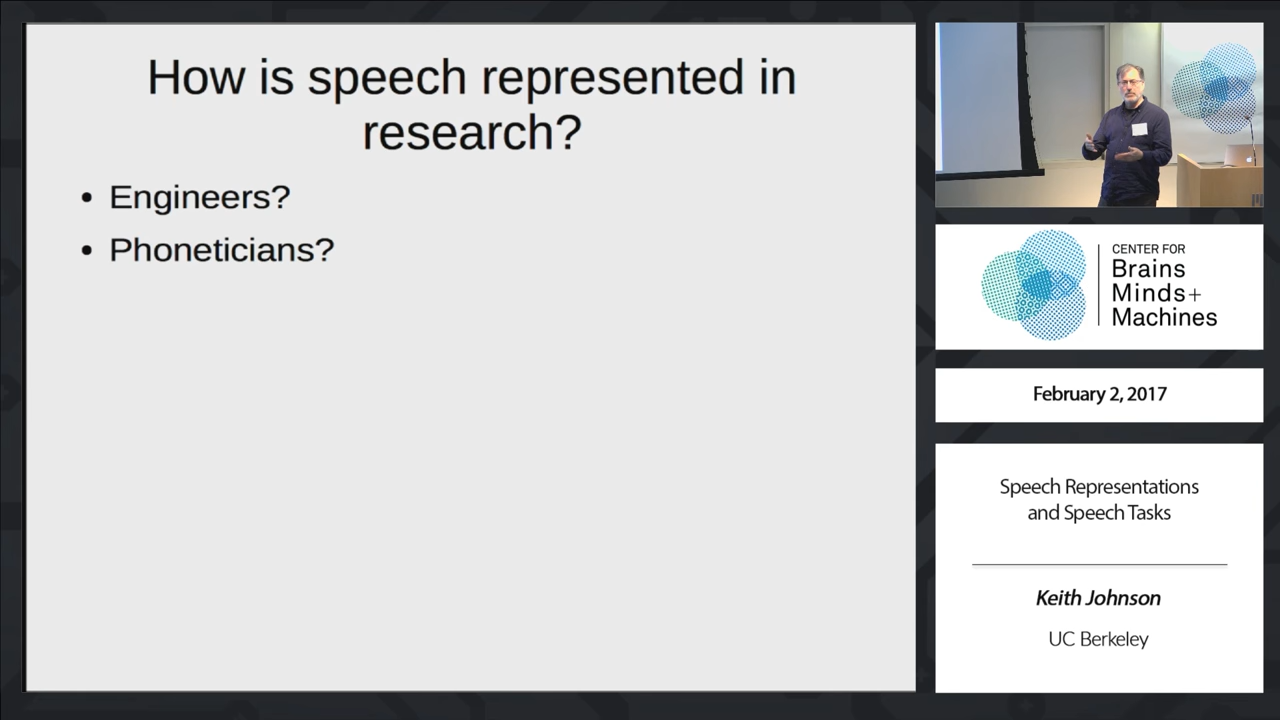 How is speech represented in
research?
• Engineers?
• Phoneticians?
CENTER FOR
Brains
Minds+
Machines
February 2, 2017
Speech Representations
and Speech Tasks
Keith Johnson
UC Berkeley